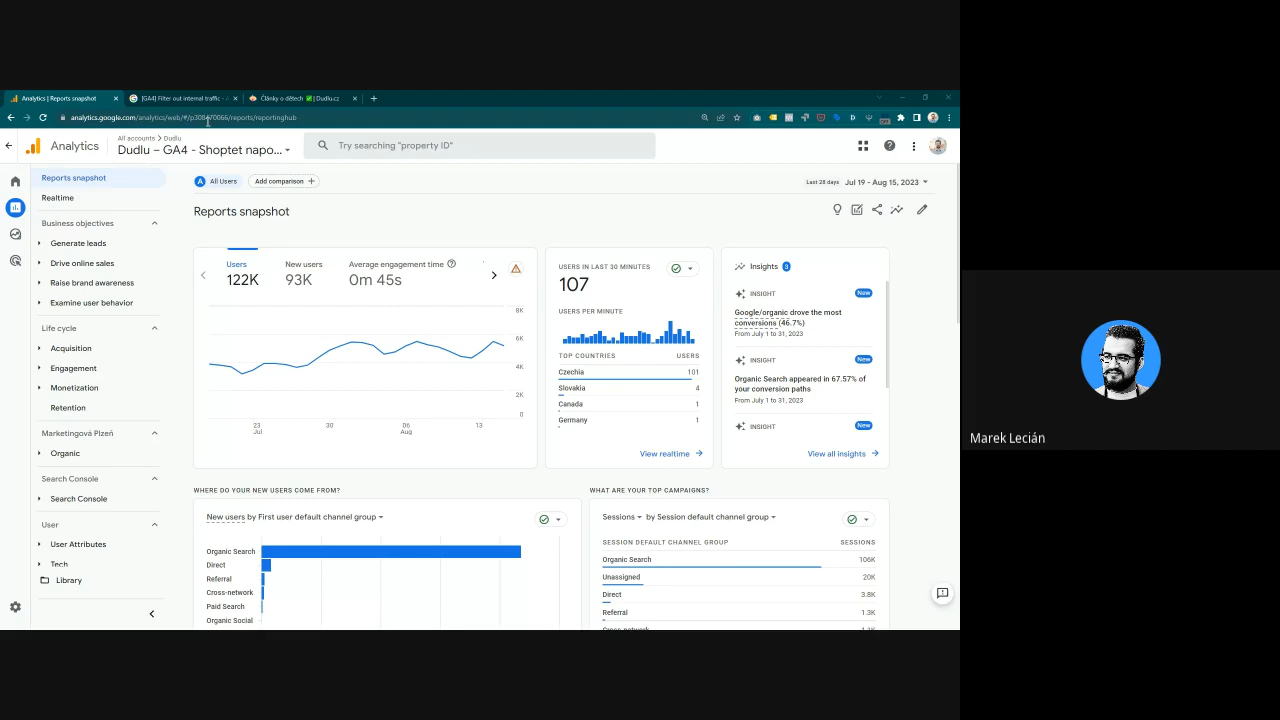 Analytics | Reports snapshot
[GA4] Filter out internal traffic - A
Články o dětech ✅ | Dudlu.cz
analytics.google.com/analytics/web/#/p308470066/reports/reportinghub
Analytics
All accounts > Dudlu
Dudlu – GA4 - Shoptet napo...
Try searching "property ID"
Reports snapshot
Realtime
Business objectives
Generate leads
Drive online sales
Raise brand awareness
Examine user behavior
Life cycle
Acquisition
Engagement
Monetization
Retention
Marketingová Plzeň
Organic
Search Console
Search Console
User
User Attributes
Tech
Library
A All Users
Add comparison +
Last 28 days Jul 19 - Aug 15, 2023
Reports snapshot
Users
122K
New users
93K
Average engagement time
0m 45s
8K
6K
4K
2K
0
23
Jul
30
06
Aug
13
USERS IN LAST 30 MINUTES
107
USERS PER MINUTE
TOP COUNTRIES USERS
Czechia 101
Slovakia 4
Canada 1
Germany 1
View realtime
Insights 3
INSIGHT New
Google/organic drove the most
conversions (46.7%)
From July 1 to 31, 2023
INSIGHT New
Organic Search appeared in 67.57% of
your conversion paths
From July 1 to 31, 2023
INSIGHT New
View all insights
WHERE DO YOUR NEW USERS COME FROM?
New users by First user default channel group
Organic Search
Direct
Referral
Cross-network
Paid Search
Organic Social
WHAT ARE YOUR TOP CAMPAIGNS?
Sessions by Session default channel group
SESSION DEFAULT CHANNEL GROUP SESSIONS
Organic Search 106K
Unassigned 20K
Direct 3.8K
Referral 1.3K
Marek Lecián